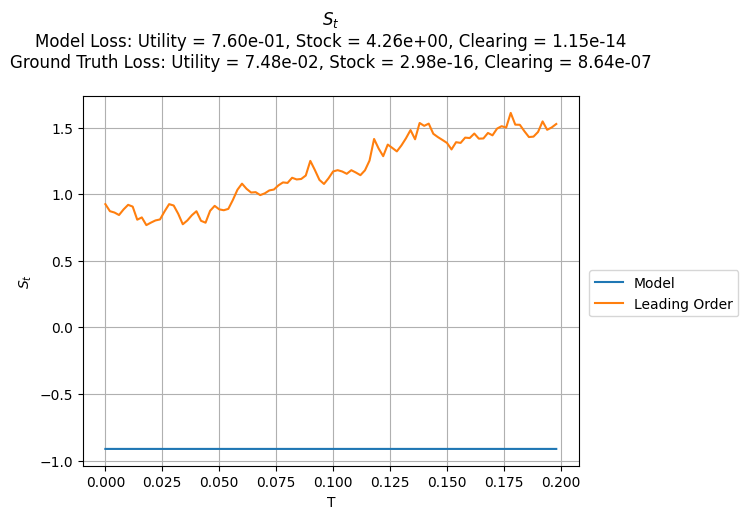 S_t
Model Loss: Utility = 7.60e-01, Stock = 4.26e+00, Clearing = 1.15e-14
Ground Truth Loss: Utility = 7.48e-02, Stock = 2.98e-16, Clearing = 8.64e-07
1.5
1.0
0.5
0.0
−0.5
−1.0
S_t
0.000 0.025 0.050 0.075 0.100 0.125 0.150 0.175 0.200
T
Model
Leading Order